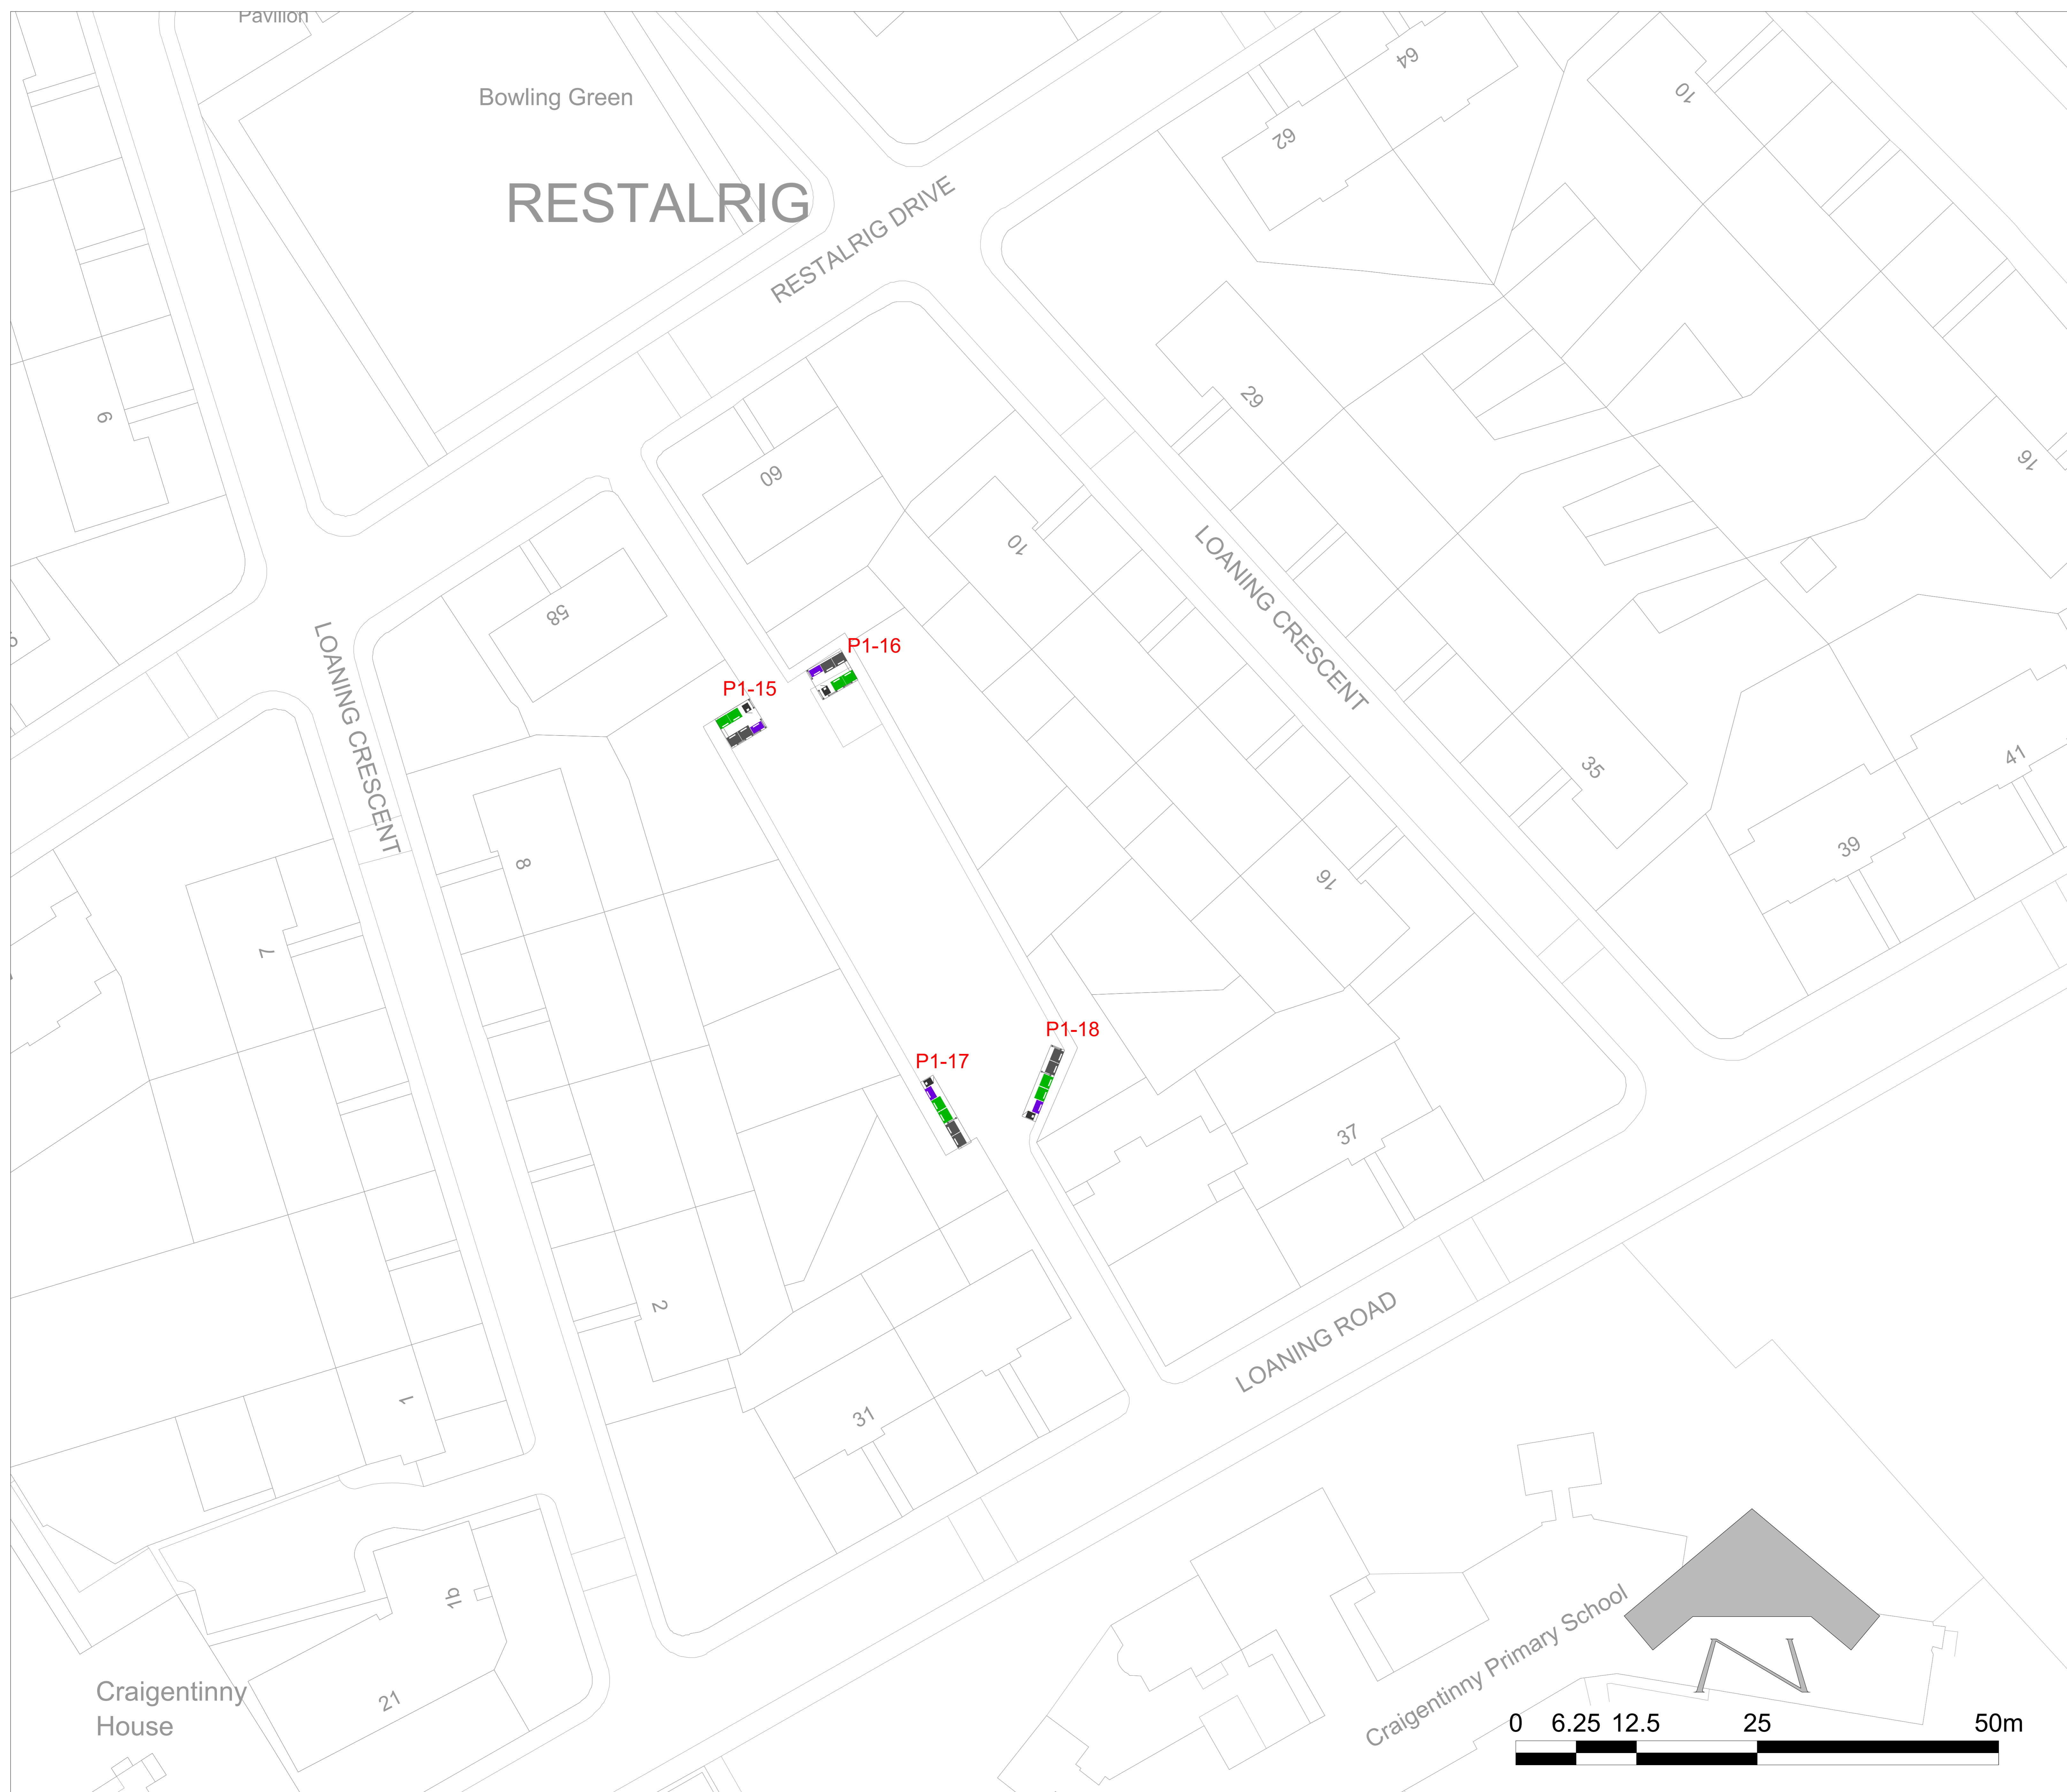 Pavilion
Bowling Green
RESTALRIG
RESTALRIG DRIVE
64
62
10
29
9
60
10
16
58
LOANING CRESCENT
LOANING CRESCENT
P1-16
P1-15
35
41
39
8
7
16
P1-18
P1-17
37
2
31
1
LOANING ROAD
1b
21
Craigentinny
House
Craigentinny Primary School
N
0 6.25 12.5 25 50m